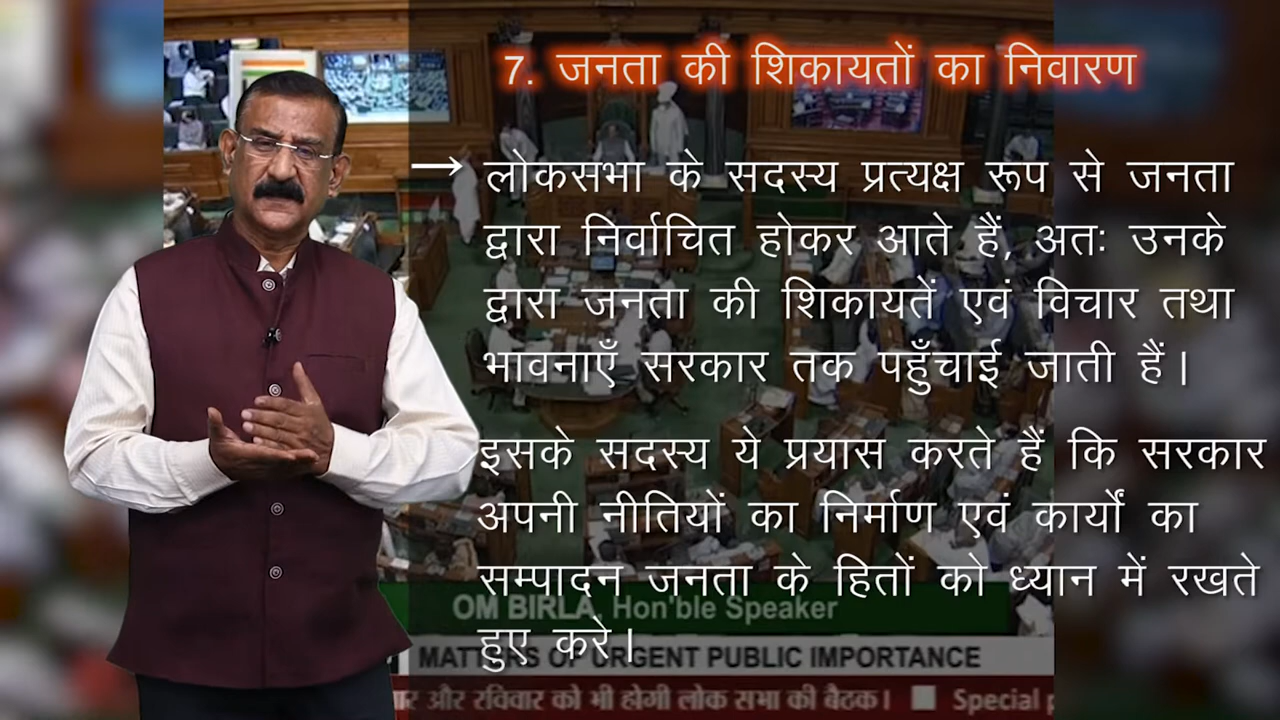 7. जनता की शिकायतों का निवारण
→ लोकसभा के सदस्य प्रत्यक्ष रूप से जनता
द्वारा निर्वाचित होकर आते हैं, अतः उनके
द्वारा जनता की शिकायतें एवं विचार तथा
भावनाएँ सरकार तक पहुँचाई जाती हैं।
इसके सदस्य ये प्रयास करते हैं कि सरकार
अपनी नीतियों का निर्माण एवं कार्यों का
सम्पादन जनता के हितों को ध्यान में रखते
हुए करे।
OM BIRLA, Hon'ble Speaker
MATTERS OF URGENT PUBLIC IMPORTANCE
और रविवार को भी होगी लोक सभा की बैठक। Special